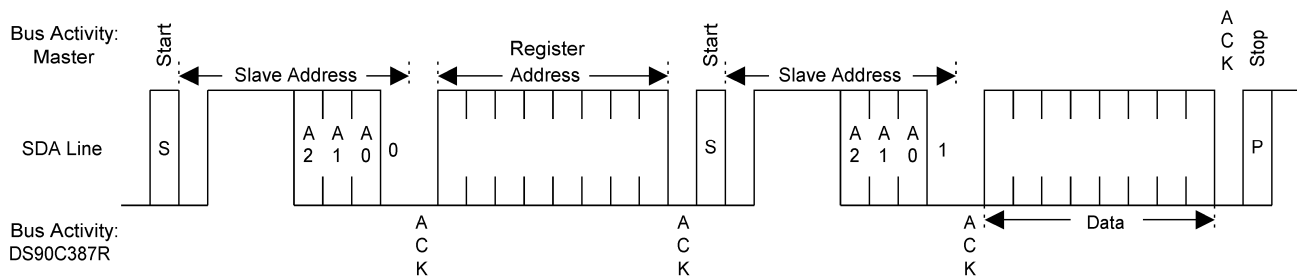 Bus Activity:
Master
Start
Slave Address
Register
Address
Start
Slave Address
A
C
K
Stop
SDA Line
S
A
2
A
1
A
0
0
S
A
2
A
1
A
0
1
P
Bus Activity:
DS90C387R
A
C
K
A
C
K
A
C
K
Data